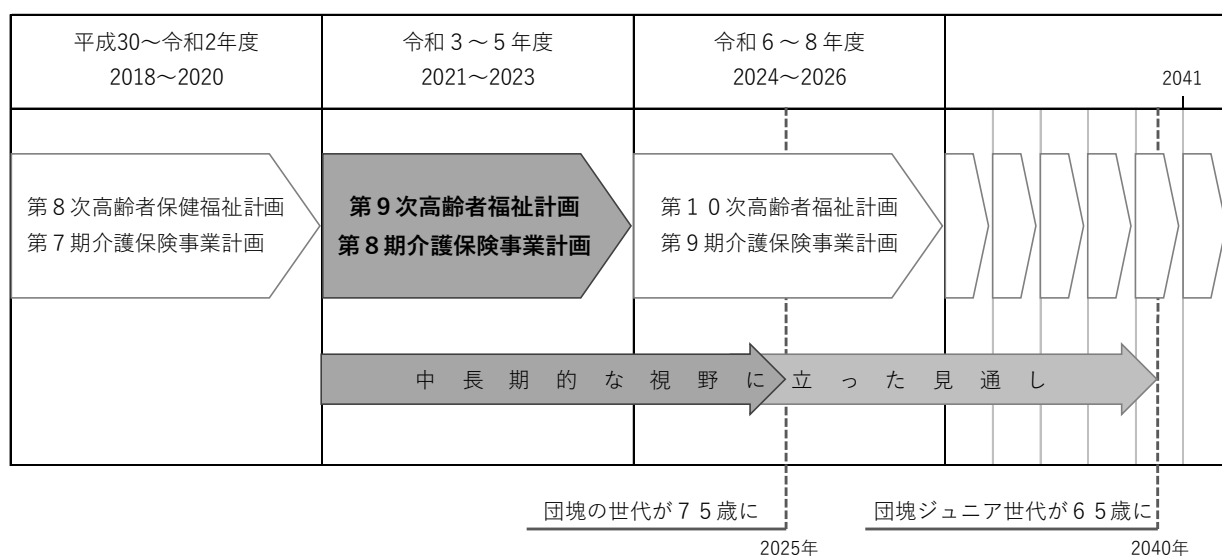 平成30～令和2年度
2018～2020
令和３～５年度
2021～2023
令和６～８年度
2024～2026
2041
第８次高齢者保健福祉計画
第７期介護保険事業計画
第９次高齢者福祉計画
第８期介護保険事業計画
第１０次高齢者福祉計画
第９期介護保険事業計画
中長期的な視野に立った見通し
団塊の世代が７５歳に
団塊ジュニア世代が６５歳に
2025年
2040年